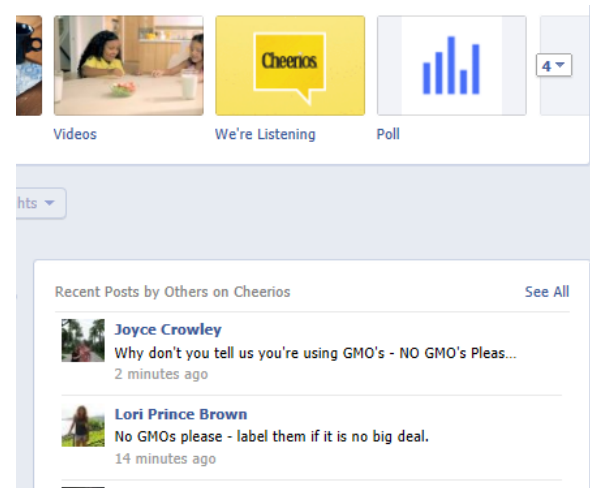 Cheerios
4
Videos
We're Listening
Poll
hts
Recent Posts by Others on Cheerios
See All
Joyce Crowley
Why don't you tell us you're using GMO's - NO GMO's Pleas...
2 minutes ago
Lori Prince Brown
No GMOs please - label them if it is no big deal.
14 minutes ago